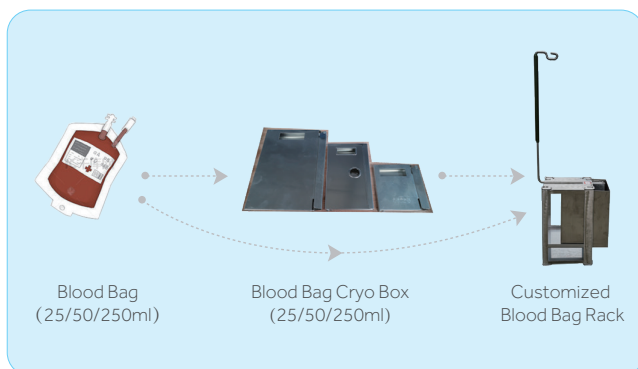 Blood Bag
(25/50/250ml)
Blood Bag Cryo Box
(25/50/250ml)
Customized
Blood Bag Rack